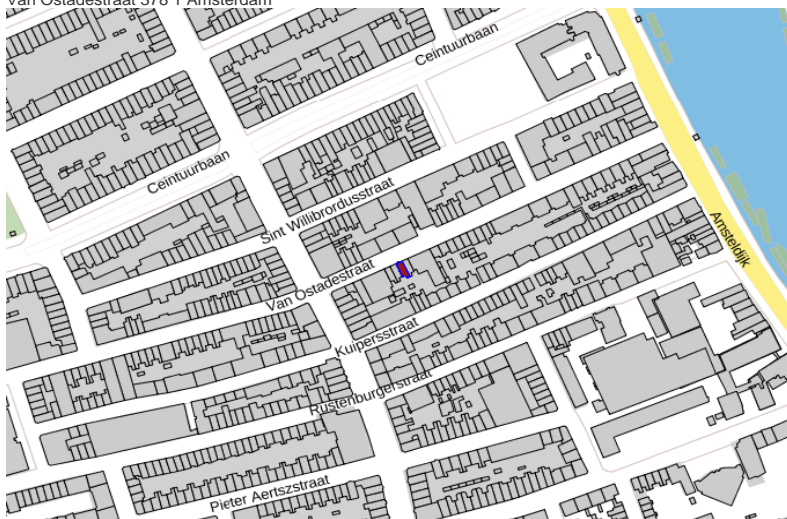 Van Ostadestraat 378 1 Amsterdam
Ceintuurbaan
Ceintuurbaan
Sint Willibrordusstraat
Amsteldijk
Van Ostadestraat
Kuipersstraat
Rustenburgerstraat
Pieter Aertszstraat